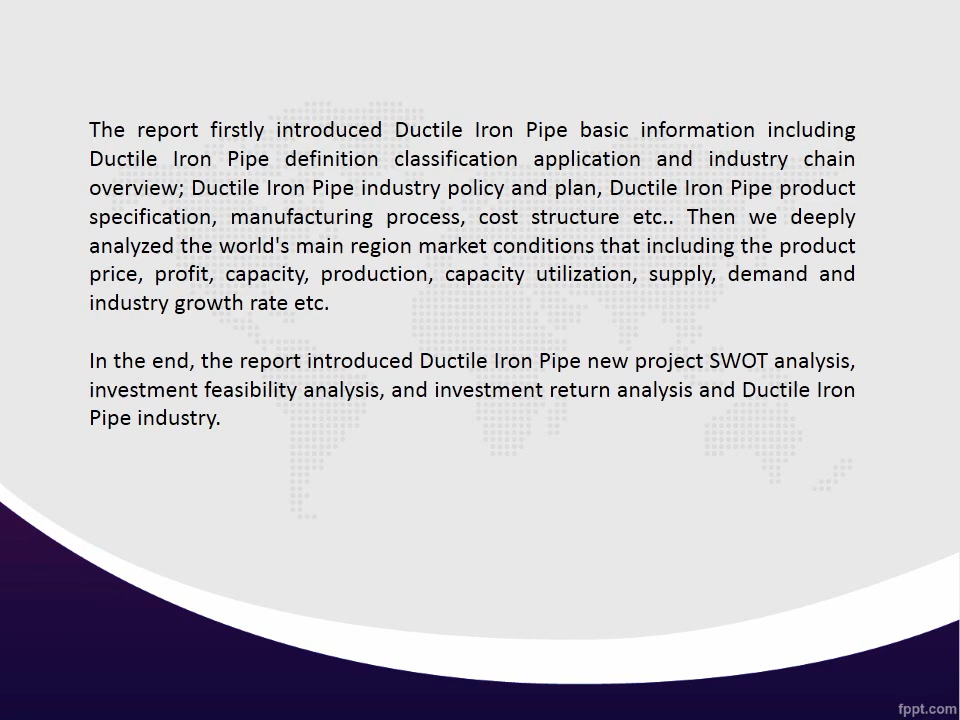 The report firstly introduced Ductile Iron Pipe basic information including
Ductile Iron Pipe definition classification application and industry chain
overview; Ductile Iron Pipe industry policy and plan, Ductile Iron Pipe product
specification, manufacturing process, cost structure etc.. Then we deeply
analyzed the world's main region market conditions that including the product
price, profit, capacity, production, capacity utilization, supply, demand and
industry growth rate etc.
In the end, the report introduced Ductile Iron Pipe new project SWOT analysis,
investment feasibility analysis, and investment return analysis and Ductile Iron
Pipe industry.
fppt.com